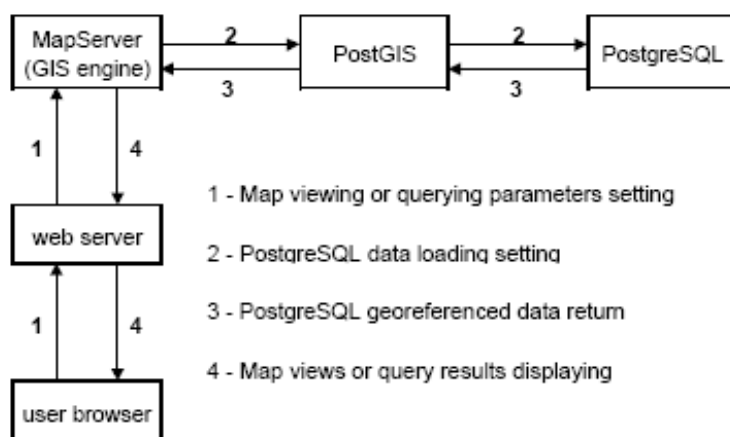 MapServer
(GIS engine)
2
3
PostGIS
2
3
PostgreSQL
1
4
web server
1
4
user browser
1 - Map viewing or querying parameters setting
2 - PostgreSQL data loading setting
3 - PostgreSQL georeferenced data return
4 - Map views or query results displaying